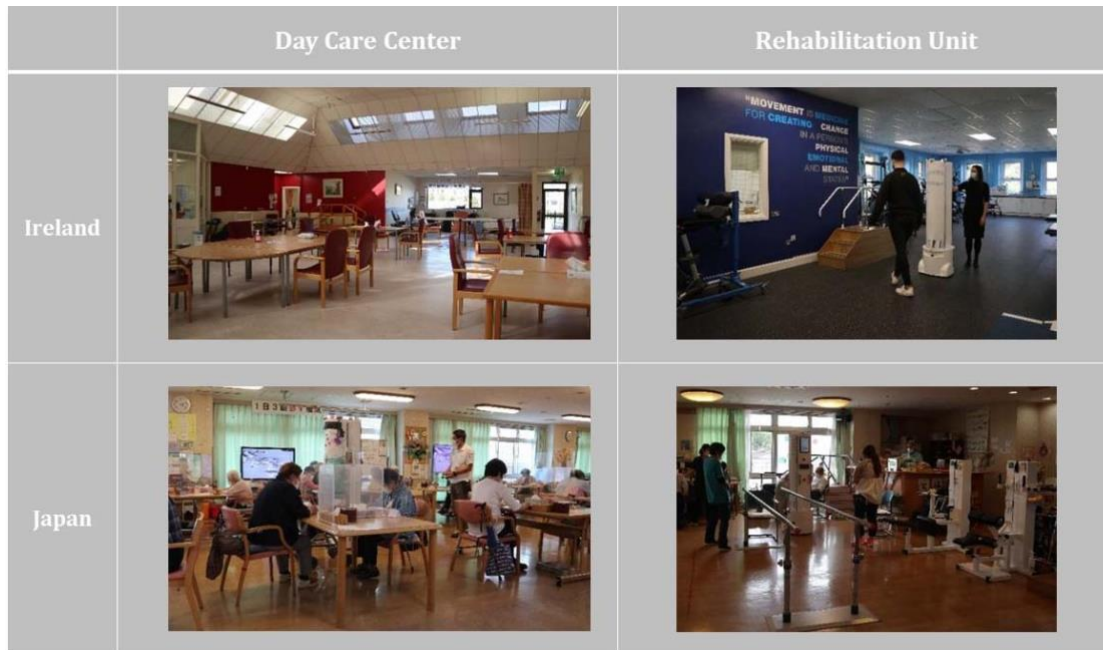 Day Care Center
Rehabilitation Unit
Ireland
"MOVEMENT IS MEDICINE
FOR CREATING CHANGE
IN A PERSON'S
PHYSICAL
EMOTIONAL
AND MENTAL
STATE"
Japan